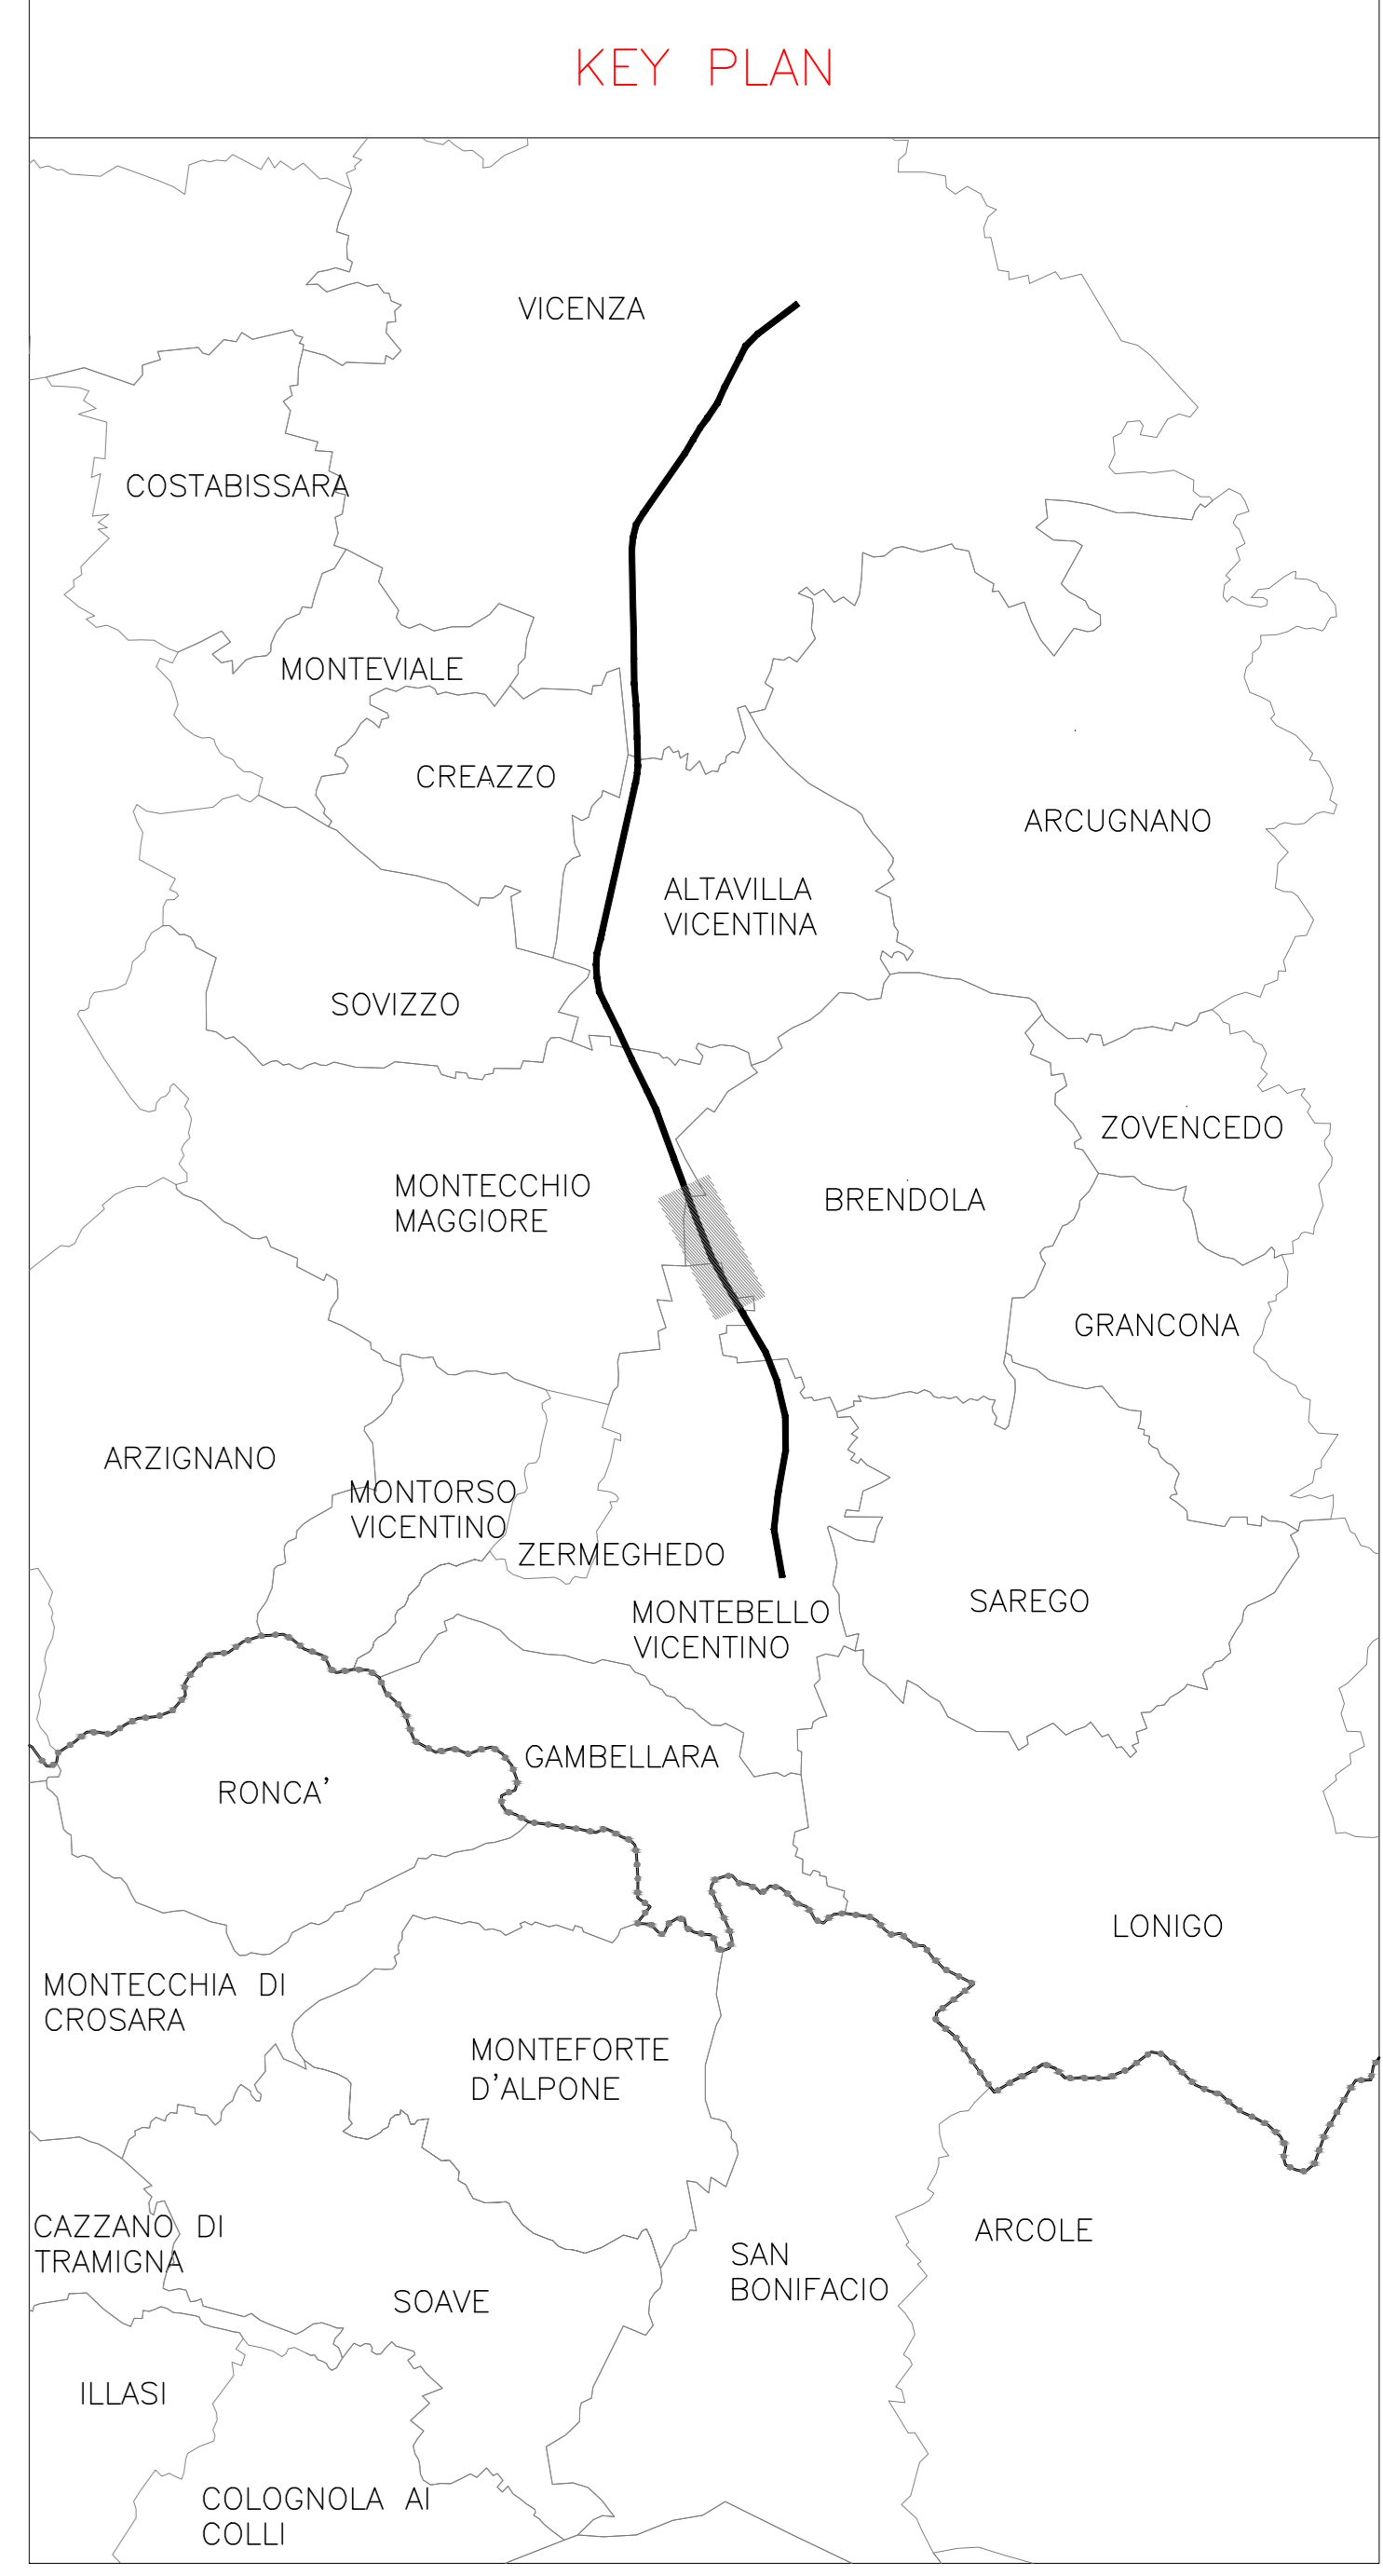 KEY PLAN
VICENZA
COSTABISSARA
MONTEVIALE
CREAZZO
ARCUGNANO
ALTAVILLA
VICENTINA
SOVIZZO
ZOVENCEDO
MONTECCHIO
MAGGIORE
BRENDOLA
GRANCONA
ARZIGNANO
MONTORSO
VICENTINO
ZERMEGHEDO
SAREGO
MONTEBELLO
VICENTINO
GAMBELLARA
RONCA'
LONIGO
MONTECCHIA DI
CROSARA
MONTEFORTE
D'ALPONE
CAZZANO DI
TRAMIGNA
ARCOLE
SAN
BONIFACIO
SOAVE
ILLASI
COLOGNOLA AI
COLLI